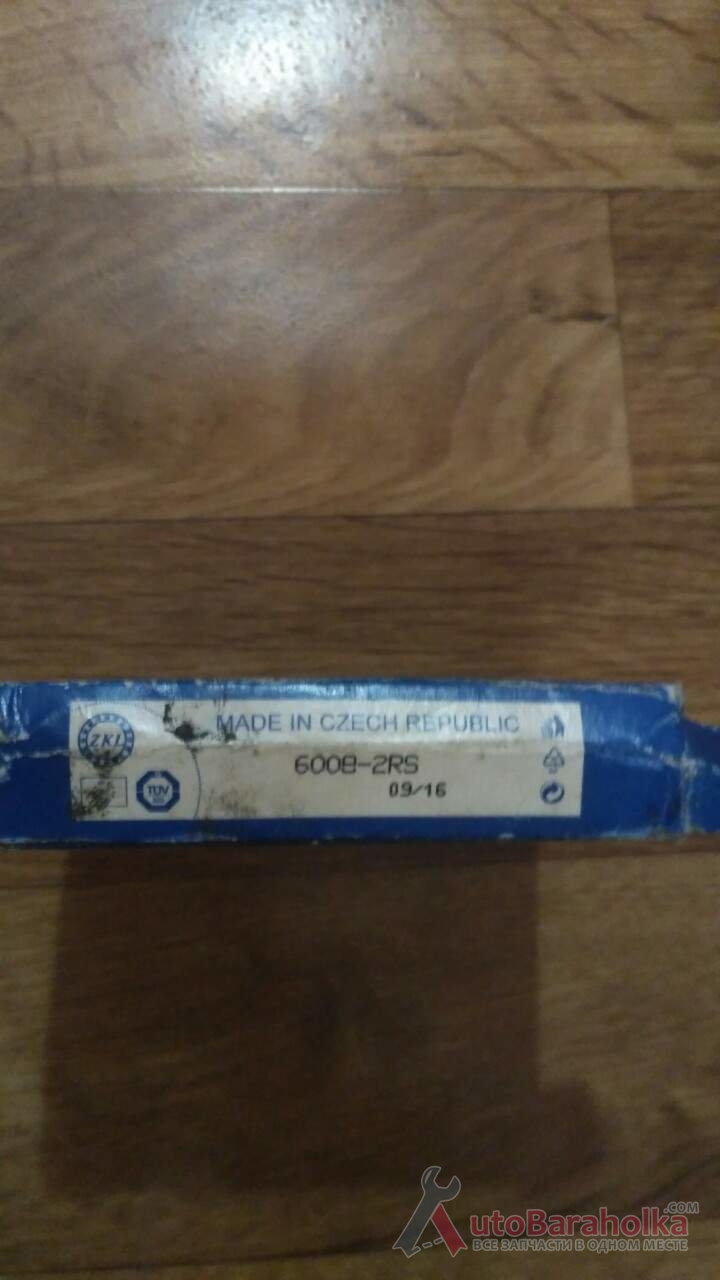 MADE IN CZECH REPUBLIC
ZKL
6008-2RS
TÜV
09/16
AutoBaraholka.COM
ВСЕ ЗАПЧАСТИ В ОДНОМ МЕСТЕ